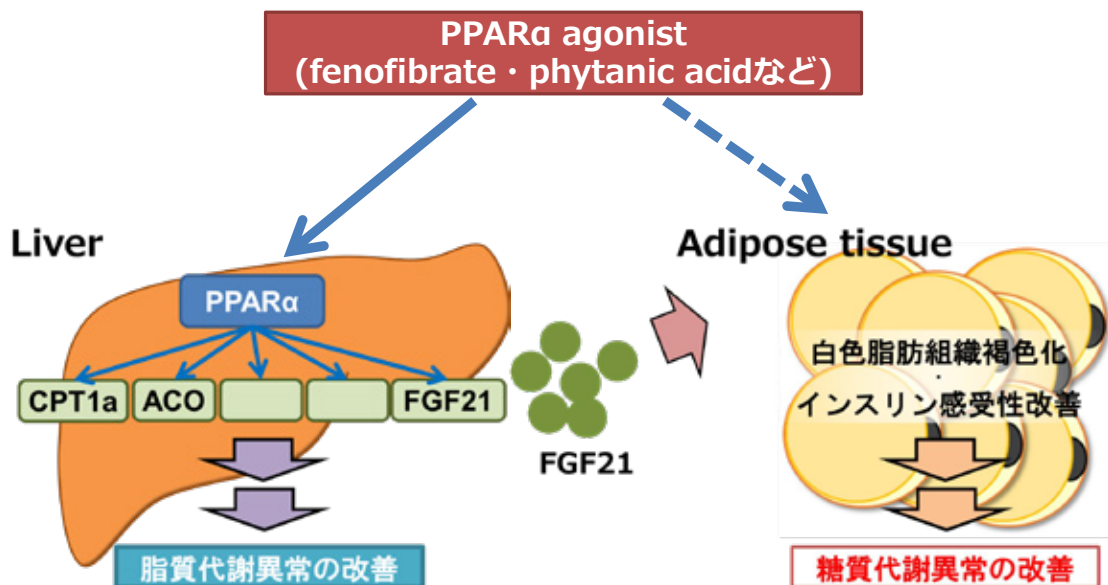 PPARα agonist
(fenofibrate・phytanic acidなど)
Liver
Adipose tissue
PPARα
CPT1a
ACO
FGF21
FGF21
白色脂肪組織褐色化
・
インスリン感受性改善
脂質代謝異常の改善
糖質代謝異常の改善